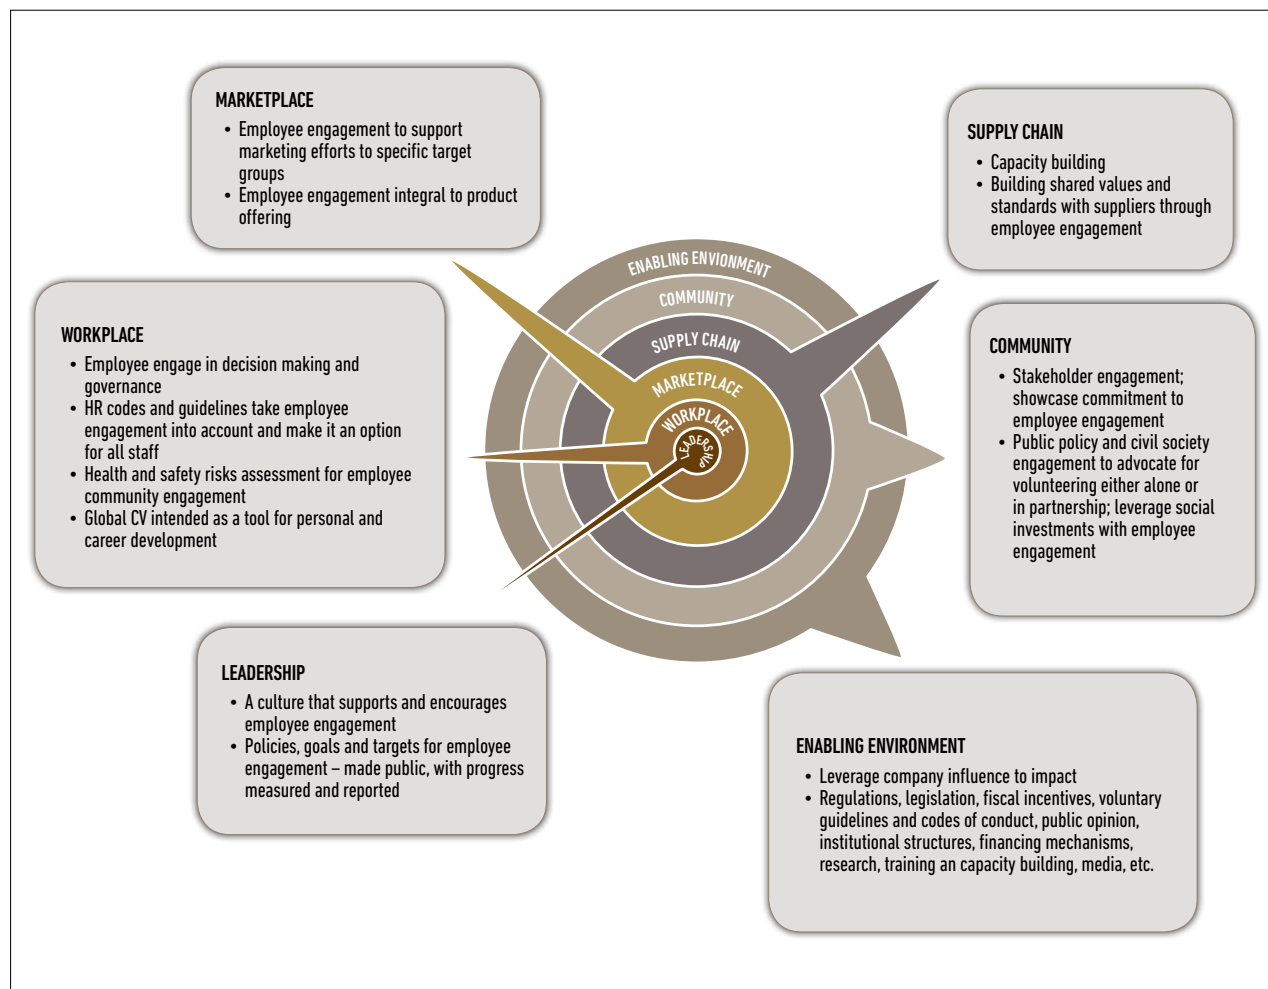 MARKETPLACE
• Employee engagement to support
marketing efforts to specific target
groups
• Employee engagement integral to product
offering
SUPPLY CHAIN
• Capacity building
• Building shared values and
standards with suppliers through
employee engagement
WORKPLACE
• Employee engage in decision making and
governance
• HR codes and guidelines take employee
engagement into account and make it an option
for all staff
• Health and safety risks assessment for employee
community engagement
• Global CV intended as a tool for personal and
career development
ENABLING ENVIONMENT
COMMUNITY
SUPPLY CHAIN
MARKETPLACE
WORKPLACE
LEADERSHIP
COMMUNITY
• Stakeholder engagement;
showcase commitment to
employee engagement
• Public policy and civil society
engagement to advocate for
volunteering either alone or
in partnership; leverage social
investments with employee
engagement
LEADERSHIP
• A culture that supports and encourages
employee engagement
• Policies, goals and targets for employee
engagement – made public, with progress
measured and reported
ENABLING ENVIRONMENT
• Leverage company influence to impact
• Regulations, legislation, fiscal incentives, voluntary
guidelines and codes of conduct, public opinion,
institutional structures, financing mechanisms,
research, training an capacity building, media, etc.